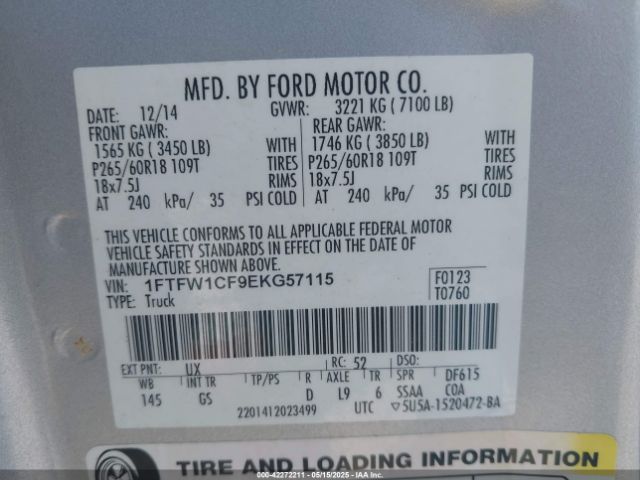 MFD. BY FORD MOTOR CO.
DATE: 12/14 GVWR: 3221 KG ( 7100 LB)
FRONT GAWR: REAR GAWR:
1565 KG ( 3450 LB) WITH 1746 KG ( 3850 LB) WITH
P265/60R18 109T TIRES P265/60R18 109T TIRES
18x7.5J RIMS 18x7.5J RIMS
AT 240 kPa/ 35 PSI COLD AT 240 kPa/ 35 PSI COLD
THIS VEHICLE CONFORMS TO ALL APPLICABLE FEDERAL MOTOR
VEHICLE SAFETY STANDARDS IN EFFECT ON THE DATE OF
MANUFACTURE SHOWN ABOVE.
VIN: 1FTFW1CF9EKG57115 F0123
TYPE: Truck T0760
EXT PNT: UX RC: 52 DSO:
WB INT TR TP/PS R AXLE TR SPR DF615
145 GS D L9 6 SSAA COA
2201412023499 UTC ▽5U5A-1520472-BA
TIRE AND LOADING INFORMATION
00-42272211 - 05/15/2025 - IAA Inc.